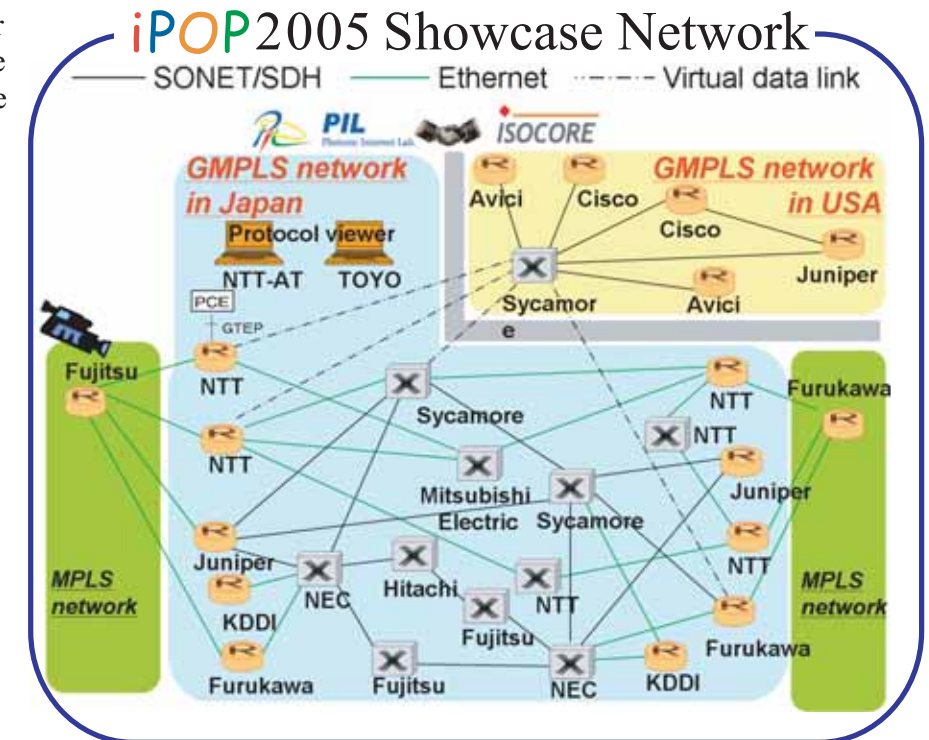 r
e
e
iPOP2005 Showcase Network
SONET/SDH
Ethernet
Virtual data link
PIL
Photonic Internet Lab.
ISOCORE
GMPLS network
in Japan
GMPLS network
in USA
Avici
Cisco
Cisco
Juniper
Avici
Sycamor
e
Protocol viewer
NTT-AT
TOYO
PCE
GTEP
Fujitsu
NTT
Sycamore
NTT
Furukawa
NTT
NTT
Mitsubishi
Electric
Sycamore
Juniper
Juniper
NEC
Hitachi
NTT
NTT
MPLS
network
MPLS
network
KDDI
Fujitsu
Furukawa
Furukawa
Fujitsu
NEC
KDDI